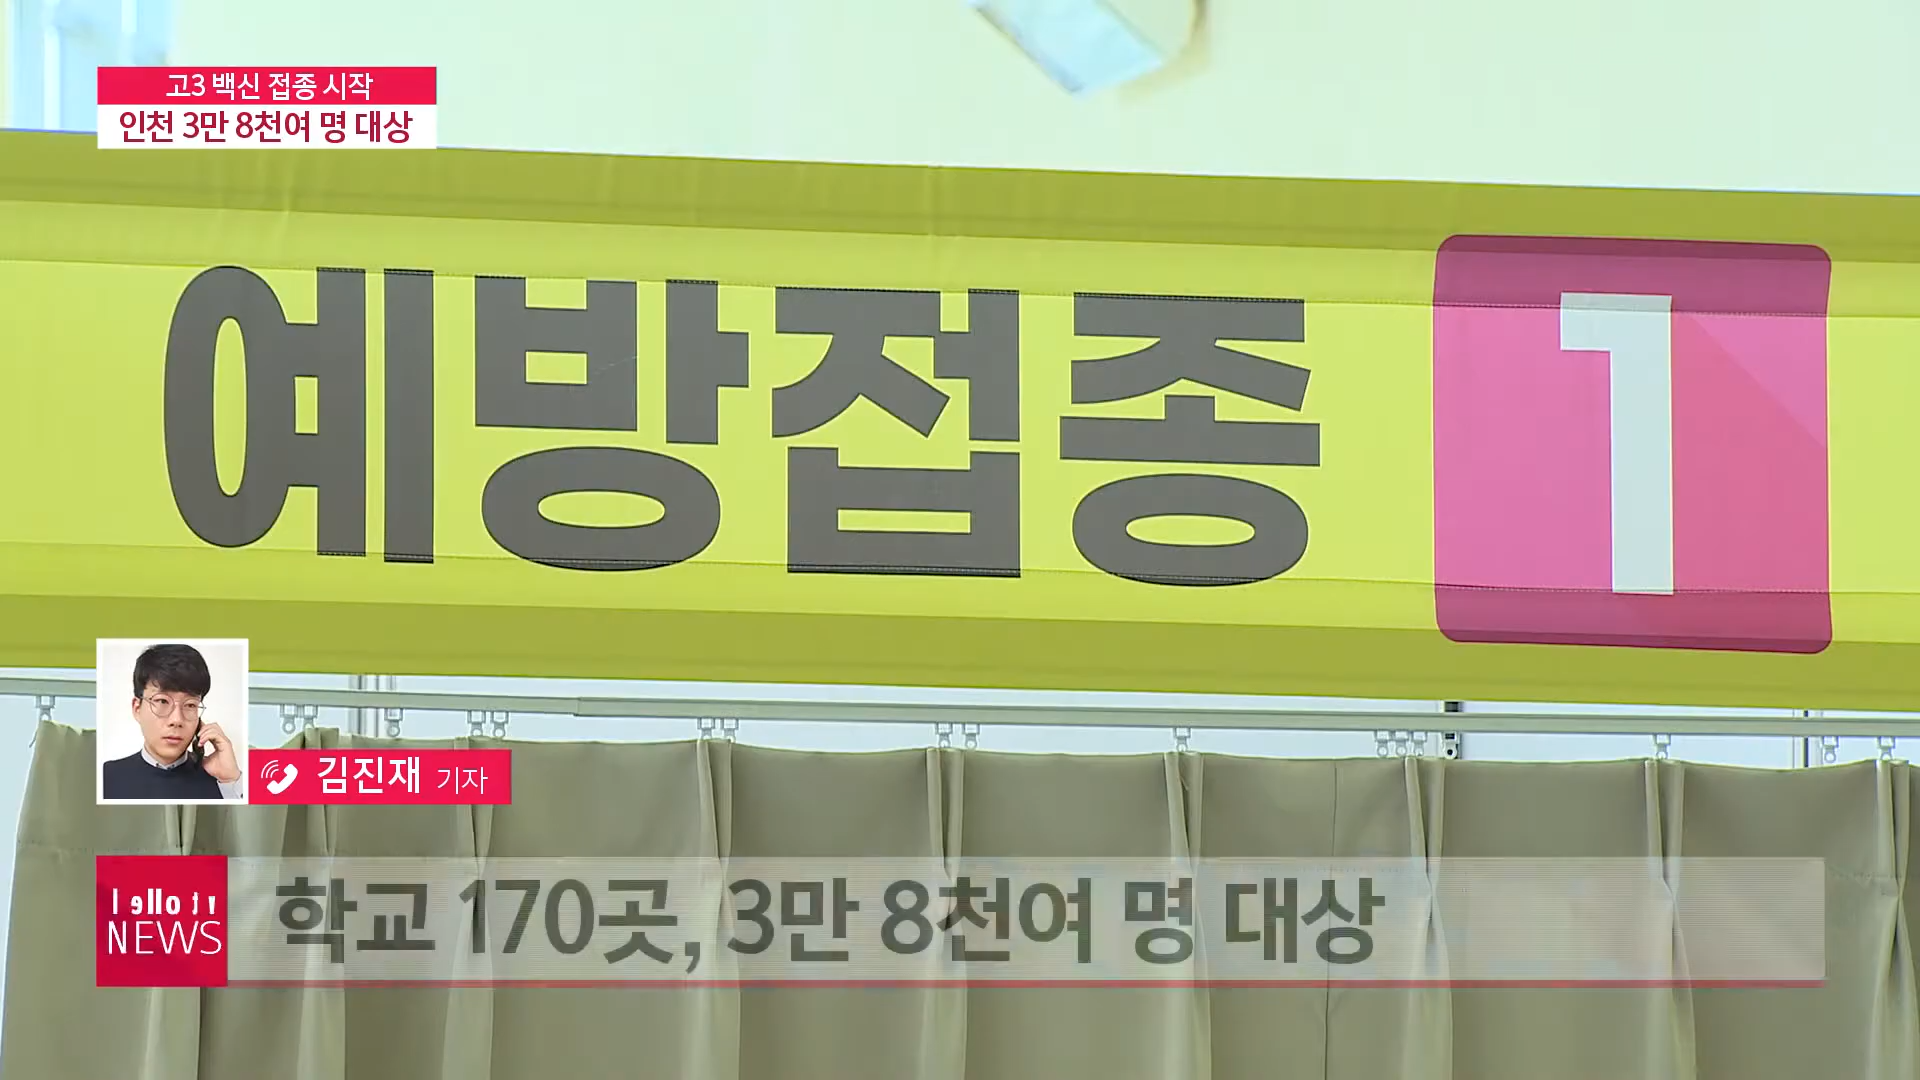 고3 백신 접종 시작
인천 3만 8천여 명 대상
예방접종 1
김진재 기자
NEWS
학교 170곳, 3만 8천여 명 대상